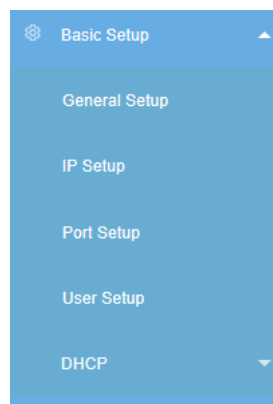 Basic Setup
General Setup
IP Setup
Port Setup
User Setup
DHCP